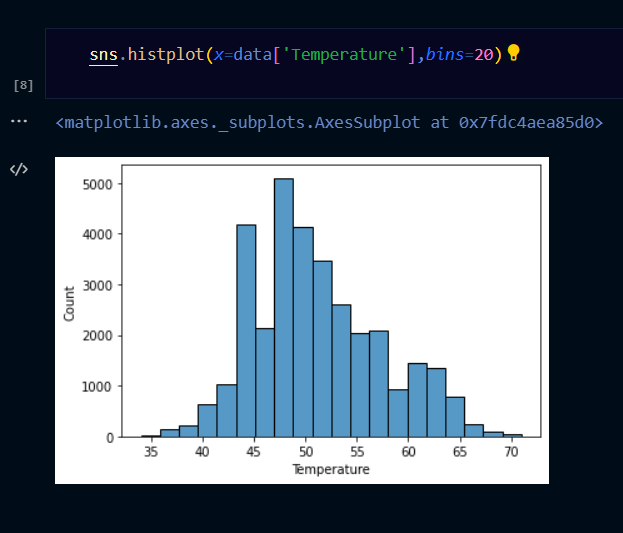 sns.histplot(x=data['Temperature'],bins=20)
[8]
...
<matplotlib.axes._subplots.AxesSubplot at 0x7fdc4aea85d0>
</>
5000
4000
3000
2000
1000
0
Count
35 40 45 50 55 60 65 70
Temperature